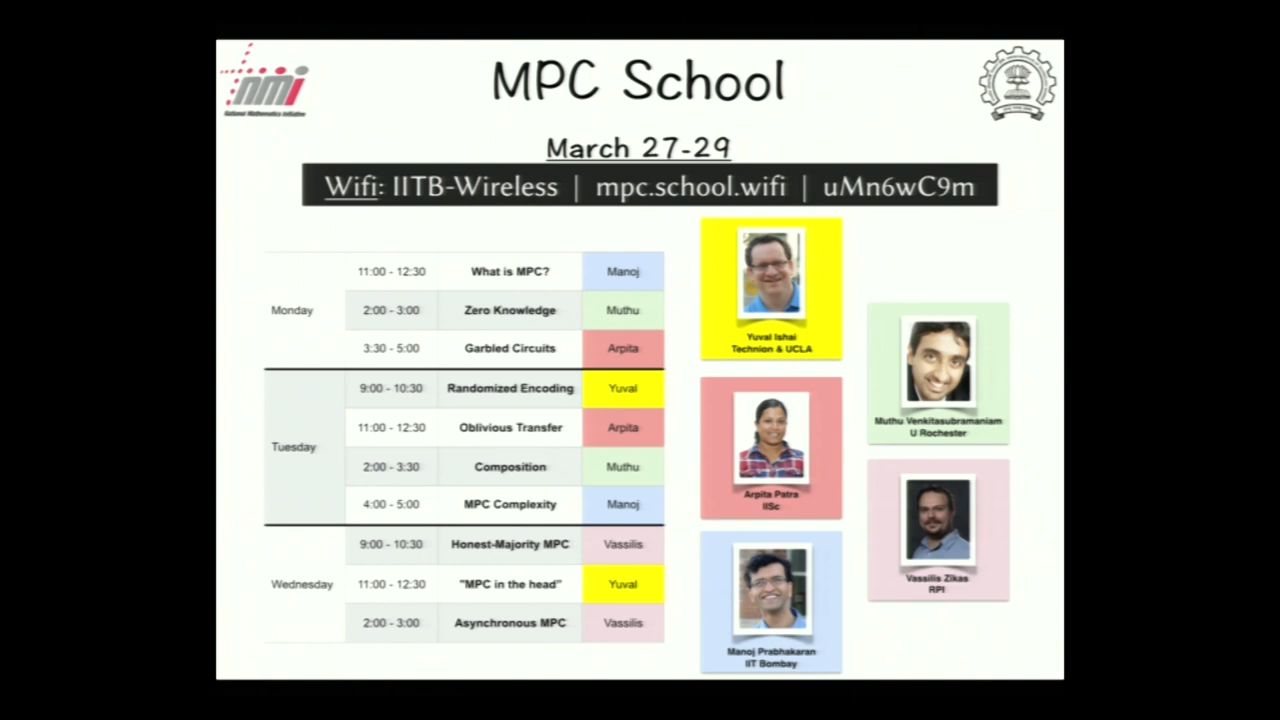 nmi
National Mathematics Initiative
MPC School
March 27-29
Wifi: IITB-Wireless | mpc.school.wifi | uMn6wC9m
Monday
11:00 - 12:30 What is MPC? Manoj
2:00 - 3:00 Zero Knowledge Muthu
3:30 - 5:00 Garbled Circuits Arpita
Tuesday
9:00 - 10:30 Randomized Encoding Yuval
11:00 - 12:30 Oblivious Transfer Arpita
2:00 - 3:30 Composition Muthu
4:00 - 5:00 MPC Complexity Manoj
Wednesday
9:00 - 10:30 Honest-Majority MPC Vassilis
11:00 - 12:30 "MPC in the head" Yuval
2:00 - 3:00 Asynchronous MPC Vassilis
Yuval Ishai
Technion & UCLA
Muthu Venkitasubramaniam
U Rochester
Arpita Patra
IISc
Vassilis Zikas
RPI
Manoj Prabhakaran
IIT Bombay